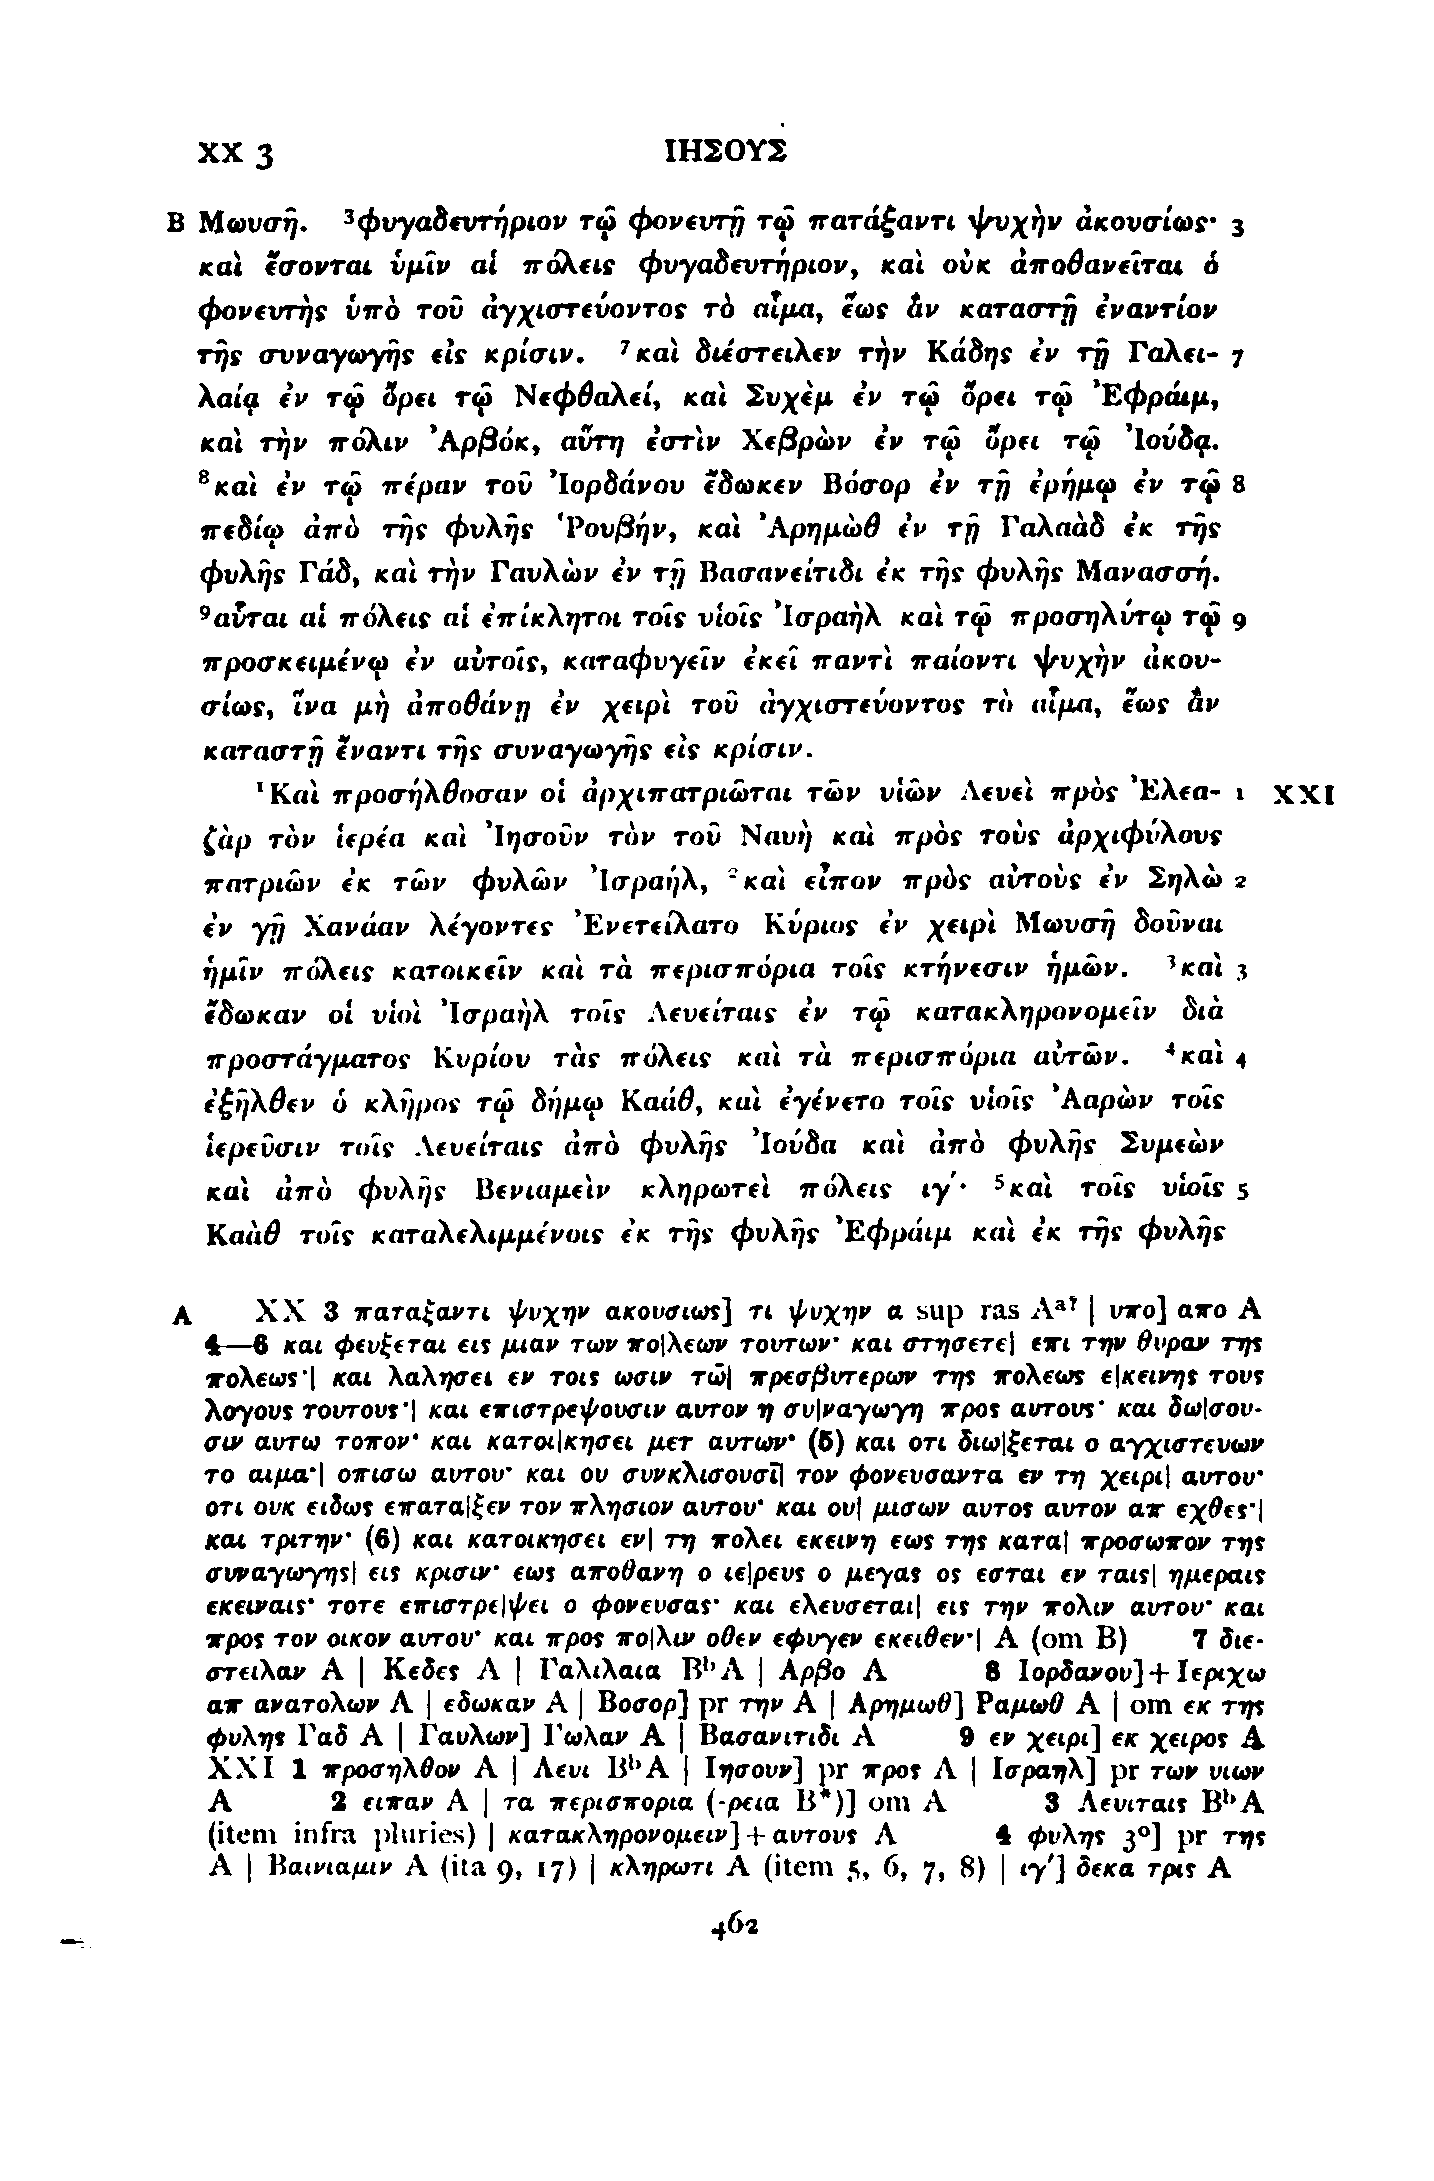 XX 3 ΙΗΣΟΥΣ
B Μωυσῆ. ³φυγαδευτήριον τῷ φονευτῇ τῷ πατάξαντι ψυχὴν ἀκουσίως· 3
καὶ ἔσονται ὑμῖν αἱ πόλεις φυγαδευτήριον, καὶ οὐκ ἀποθανεῖται ὁ
φονευτὴς ὑπὸ τοῦ ἀγχιστεύοντος τὸ αἷμα, ἕως ἂν καταστῇ ἐναντίον
τῆς συναγωγῆς εἰς κρίσιν. ⁷καὶ διέστειλεν τὴν Κάδης ἐν τῇ Γαλει- 7
λαίᾳ ἐν τῷ ὄρει τῷ Νεφθαλεί, καὶ Συχὲμ ἐν τῷ ὄρει τῷ Ἐφράιμ,
καὶ τὴν πόλιν Ἀρβόκ, αὕτη ἐστὶν Χεβρὼν ἐν τῷ ὄρει τῷ Ἰούδᾳ.
⁸καὶ ἐν τῷ πέραν τοῦ Ἰορδάνου ἔδωκεν Βόσορ ἐν τῇ ἐρήμῳ ἐν τῷ 8
πεδίῳ ἀπὸ τῆς φυλῆς Ῥουβήν, καὶ Ἀρημὼθ ἐν τῇ Γαλαὰδ ἐκ τῆς
φυλῆς Γάδ, καὶ τὴν Γαυλὼν ἐν τῇ Βασανείτιδι ἐκ τῆς φυλῆς Μανασσή.
⁹αὗται αἱ πόλεις αἱ ἐπίκλητοι τοῖς υἱοῖς Ἰσραὴλ καὶ τῷ προσηλύτῳ τῷ 9
προσκειμένῳ ἐν αὐτοῖς, καταφυγεῖν ἐκεῖ παντὶ παίοντι ψυχὴν ἀκου-
σίως, ἵνα μὴ ἀποθάνῃ ἐν χειρὶ τοῦ ἀγχιστεύοντος τὸ αἷμα, ἕως ἂν
καταστῇ ἔναντι τῆς συναγωγῆς εἰς κρίσιν.
¹Καὶ προσήλθοσαν οἱ ἀρχιπατριῶται τῶν υἱῶν Λευεὶ πρὸς Ἐλεα- 1 XXI
ζὰρ τὸν ἱερέα καὶ Ἰησοῦν τὸν τοῦ Ναυὴ καὶ πρὸς τοὺς ἀρχιφύλους
πατριῶν ἐκ τῶν φυλῶν Ἰσραήλ, ²καὶ εἶπον πρὸς αὐτοὺς ἐν Σηλὼ 2
ἐν γῇ Χανάαν λέγοντες Ἐνετείλατο Κύριος ἐν χειρὶ Μωυσῆ δοῦναι
ἡμῖν πόλεις κατοικεῖν καὶ τὰ περισπόρια τοῖς κτήνεσιν ἡμῶν. ³καὶ 3
ἔδωκαν οἱ υἱοὶ Ἰσραὴλ τοῖς Λευείταις ἐν τῷ κατακληρονομεῖν διὰ
προστάγματος Κυρίου τὰς πόλεις καὶ τὰ περισπόρια αὐτῶν. ⁴καὶ 4
ἐξῆλθεν ὁ κλῆρος τῷ δήμῳ Καάθ, καὶ ἐγένετο τοῖς υἱοῖς Ἀαρὼν τοῖς
ἱερεῦσιν τοῖς Λευείταις ἀπὸ φυλῆς Ἰούδα καὶ ἀπὸ φυλῆς Συμεὼν
καὶ ἀπὸ φυλῆς Βενιαμεὶν κληρωτεὶ πόλεις ιγ´· ⁵καὶ τοῖς υἱοῖς 5
Καὰθ τοῖς καταλελιμμένοις ἐκ τῆς φυλῆς Ἐφράιμ καὶ ἐκ τῆς φυλῆς
A XX 3 παταξαντι ψυχην ακουσιως] τι ψυχην α sup ras Aᵃ? | υπο] απο A
4—6 και φευξεται εις μιαν των πο|λεων τουτων· και στησετε| επι την θυραν της
πολεως·| και λαλησει εν τοις ωσιν τω̄| πρεσβυτερων της πολεως ε|κεινης τους
λογους τουτους·| και επιστρεψουσιν αυτον η συ|ναγωγη προς αυτους· και δω|σου-
σιν αυτω τοπον· και κατοι|κησει μετ αυτων· (5) και οτι διω|ξεται ο αγχιστευων
το αιμα·| οπισω αυτου· και ου συνκλισουσῑ| τον φονευσαντα εν τη χειρι| αυτου·
οτι ουκ ειδως επατα|ξεν τον πλησιον αυτου· και ου| μισων αυτος αυτον απ εχθες·|
και τριτην· (6) και κατοικησει εν| τη πολει εκεινη εως της κατα| προσωπον της
συναγωγης| εις κρισιν· εως αποθανη ο ιε|ρευς ο μεγας ος εσται εν ταις| ημεραις
εκειναις· τοτε επιστρε|ψει ο φονευσας· και ελευσεται| εις την πολιν αυτου· και
προς τον οικον αυτου· και προς πο|λιν οθεν εφυγεν εκειθεν·| A (om B) 7 διε-
στειλαν A | Κεδες A | Γαλιλαια BᵇA | Αρβο A 8 Ιορδανου]+Ιεριχω
απ ανατολων A | εδωκαν A | Βοσορ] pr την A | Αρημωθ] Ραμωθ A | om εκ της
φυλης Γαδ A | Γαυλων] Γωλαν A | Βασανιτιδι A 9 εν χειρι] εκ χειρος A
XXI 1 προσηλθον A | Λευι BᵇA | Ιησουν] pr προς A | Ισραηλ] pr των υιων
A 2 ειπαν A | τα περισπορια (-ρεια B*)] om A 3 Λευιταις BᵇA
(item infra pluries) | κατακληρονομειν]+αυτους A 4 φυλης 3°] pr της
A | Βαινιαμιν A (ita 9, 17) | κληρωτι A (item 5, 6, 7, 8) | ιγ´] δεκα τρις A
462